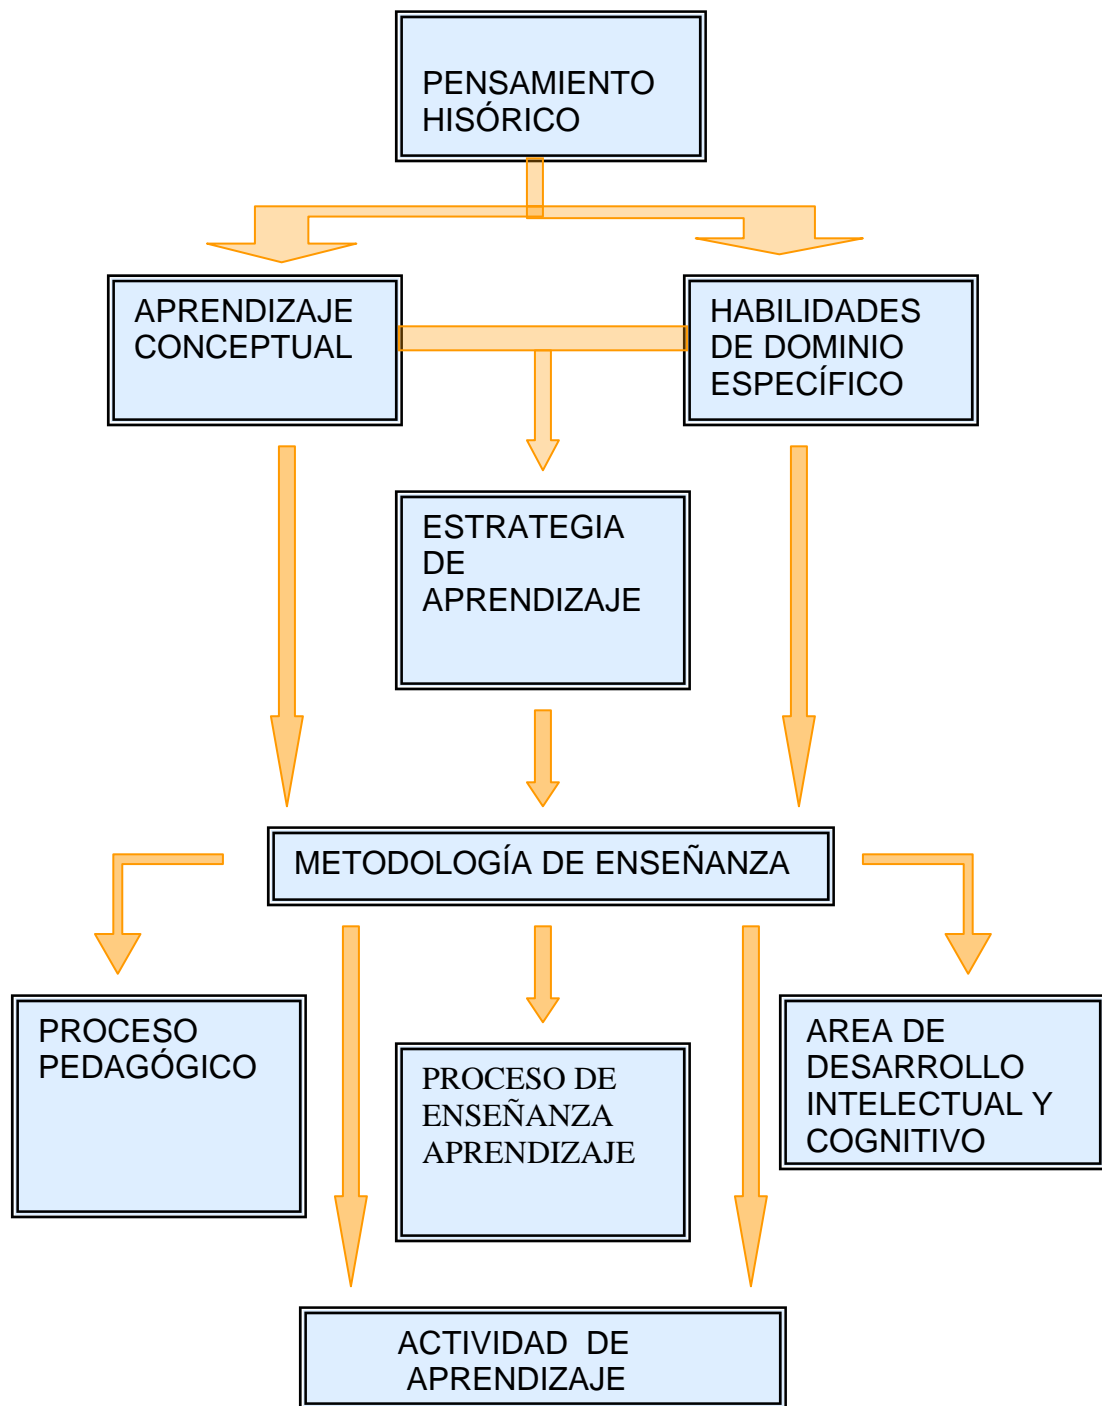 PENSAMIENTO
HISÓRICO
APRENDIZAJE
CONCEPTUAL
HABILIDADES
DE DOMINIO
ESPECÍFICO
ESTRATEGIA
DE
APRENDIZAJE
METODOLOGÍA DE ENSEÑANZA
PROCESO
PEDAGÓGICO
PROCESO DE
ENSEÑANZA
APRENDIZAJE
AREA DE
DESARROLLO
INTELECTUAL Y
COGNITIVO
ACTIVIDAD DE
APRENDIZAJE